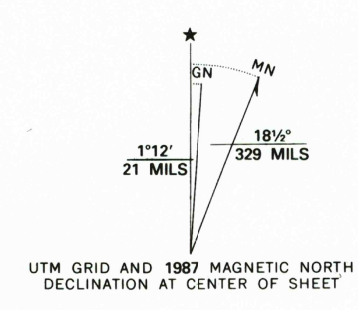 ★
GN
MN
1°12′
21 MILS
18½°
329 MILS
UTM GRID AND 1987 MAGNETIC NORTH
DECLINATION AT CENTER OF SHEET